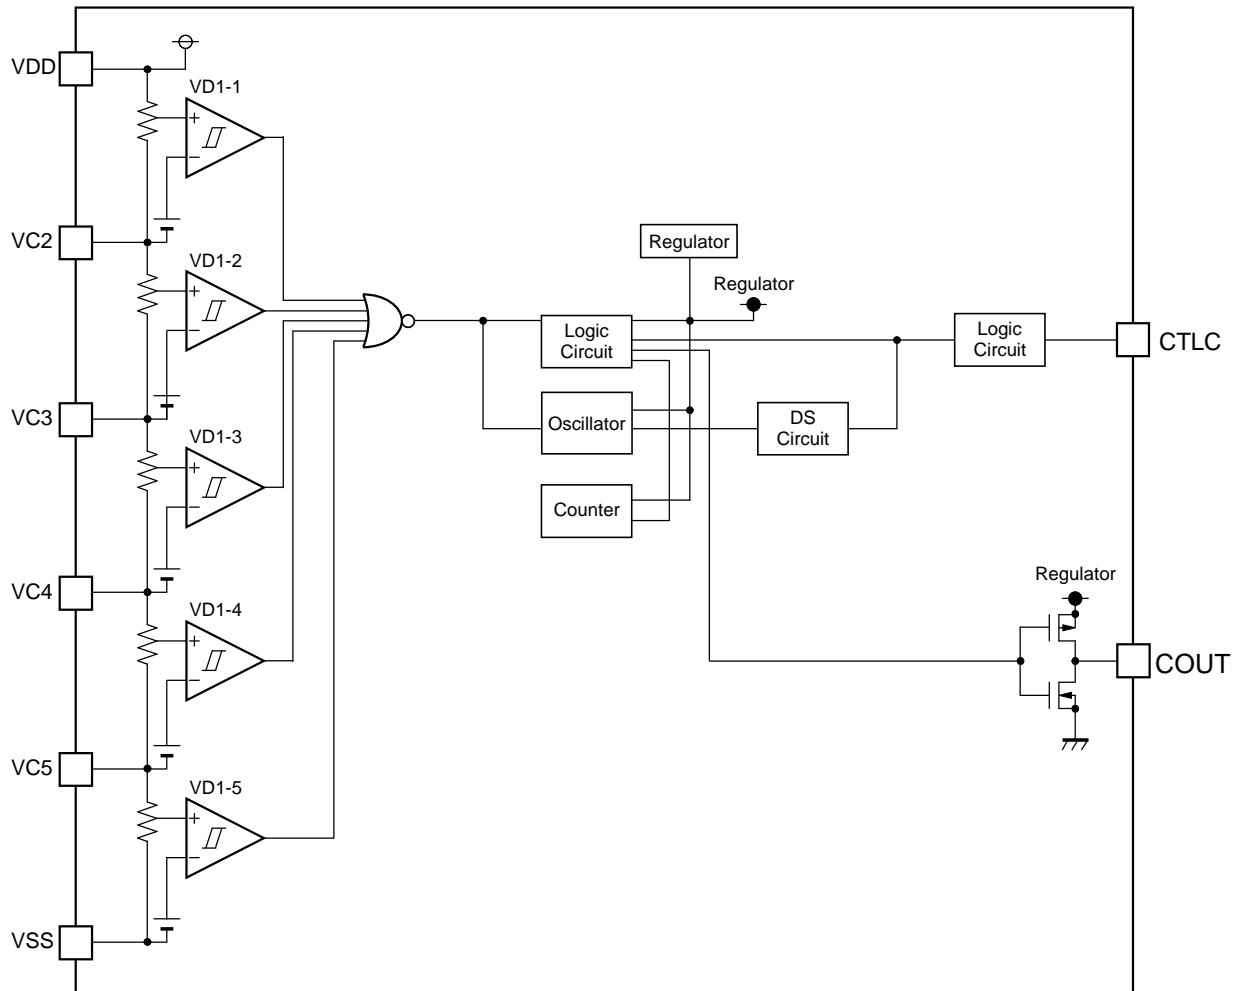 VDD
VD1-1
VC2
VD1-2
Regulator
Regulator
Logic
Circuit
Logic
Circuit
CTLC
VC3
VD1-3
Oscillator
DS
Circuit
Counter
VC4
VD1-4
Regulator
COUT
VC5
VD1-5
VSS